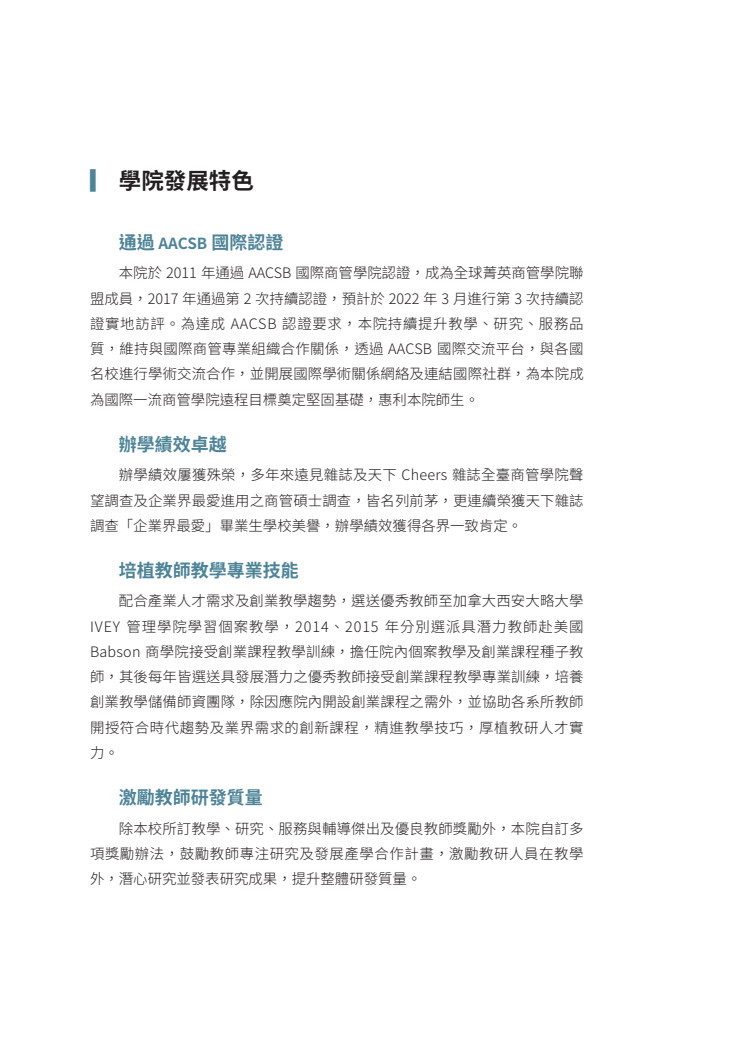 學院發展特色
通過 AACSB 國際認證
本院於 2011 年通過 AACSB 國際商管學院認證，成為全球菁英商管學院聯
盟成員，2017 年通過第 2 次持續認證，預計於 2022 年 3 月進行第 3 次持續認
證實地訪評。為達成 AACSB 認證要求，本院持續提升教學、研究、服務品
質，維持與國際商管專業組織合作關係，透過 AACSB 國際交流平台，與各國
名校進行學術交流合作，並開展國際學術關係網絡及連結國際社群，為本院成
為國際一流商管學院遠程目標奠定堅固基礎，惠利本院師生。
辦學績效卓越
辦學績效屢獲殊榮，多年來遠見雜誌及天下 Cheers 雜誌全臺商管學院聲
望調查及企業界最愛進用之商管碩士調查，皆名列前茅，更連續榮獲天下雜誌
調查「企業界最愛」畢業生學校美譽，辦學績效獲得各界一致肯定。
培植教師教學專業技能
配合產業人才需求及創業教學趨勢，選送優秀教師至加拿大西安大略大學
IVEY 管理學院學習個案教學，2014、2015 年分別選派具潛力教師赴美國
Babson 商學院接受創業課程教學訓練，擔任院內個案教學及創業課程種子教
師，其後每年皆選送具發展潛力之優秀教師接受創業課程教學專業訓練，培養
創業教學儲備師資團隊，除因應院內開設創業課程之需外，並協助各系所教師
開授符合時代趨勢及業界需求的創新課程，精進教學技巧，厚植教研人才實
力。
激勵教師研發質量
除本校所訂教學、研究、服務與輔導傑出及優良教師獎勵外，本院自訂多
項獎勵辦法，鼓勵教師專注研究及發展產學合作計畫，激勵教研人員在教學
外，潛心研究並發表研究成果，提升整體研發質量。